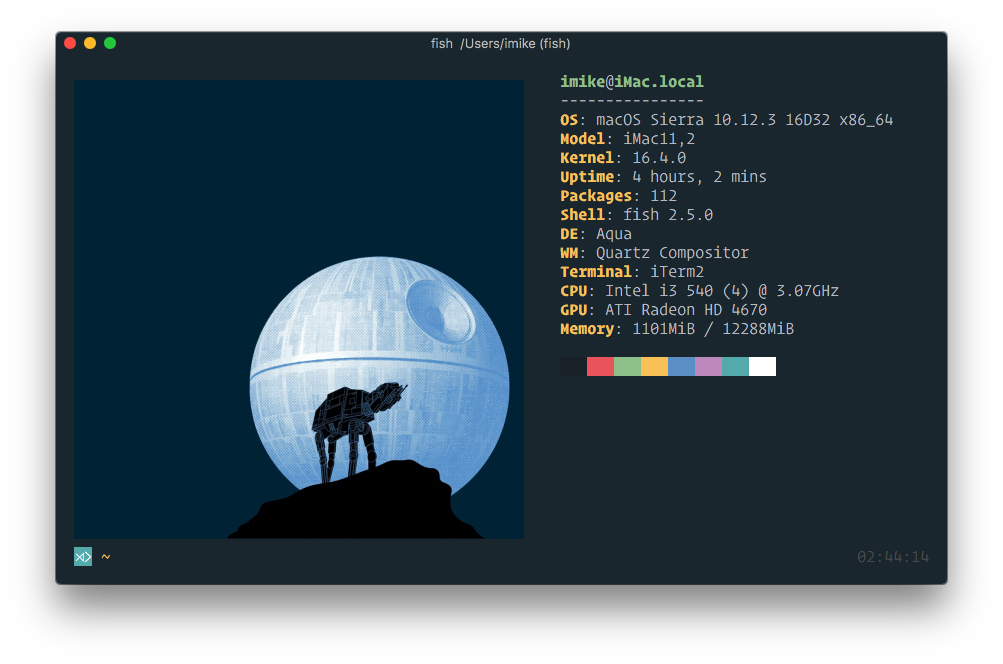 fish /Users/imike (fish)
imike@iMac.local
----------------
OS: macOS Sierra 10.12.3 16D32 x86_64
Model: iMac11,2
Kernel: 16.4.0
Uptime: 4 hours, 2 mins
Packages: 112
Shell: fish 2.5.0
DE: Aqua
WM: Quartz Compositor
Terminal: iTerm2
CPU: Intel i3 540 (4) @ 3.07GHz
GPU: ATI Radeon HD 4670
Memory: 1101MiB / 12288MiB
~ 02:44:14